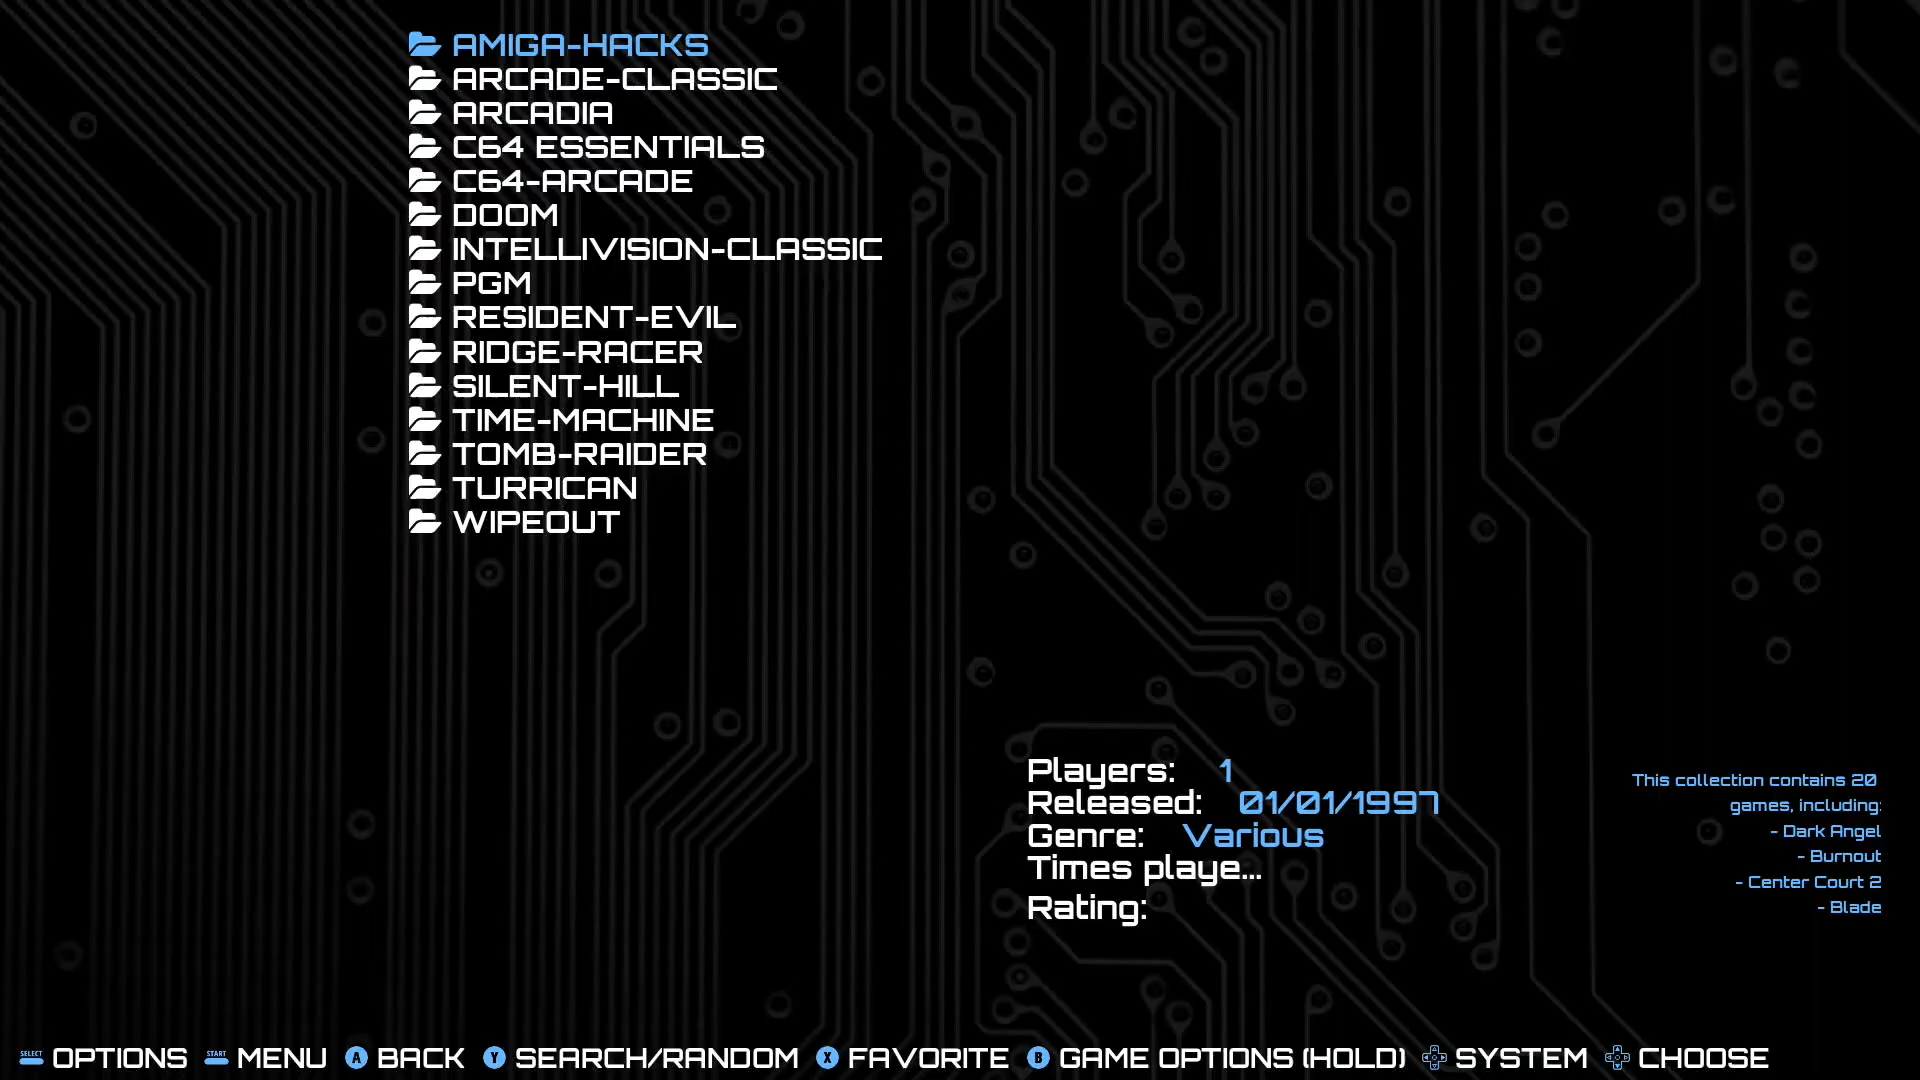 AMIGA-HACKS
ARCADE-CLASSIC
ARCADIA
C64 ESSENTIALS
C64-ARCADE
DOOM
INTELLIVISION-CLASSIC
PGM
RESIDENT-EVIL
RIDGE-RACER
SILENT-HILL
TIME-MACHINE
TOMB-RAIDER
TURRICAN
WIPEOUT
Players: 1
Released: 01/01/1997
Genre: Various
Times playe...
Rating:
This collection contains 20
games, including:
- Dark Angel
- Burnout
- Center Court 2
- Blade
SELECT OPTIONS START MENU A BACK Y SEARCH/RANDOM X FAVORITE B GAME OPTIONS (HOLD) SYSTEM CHOOSE